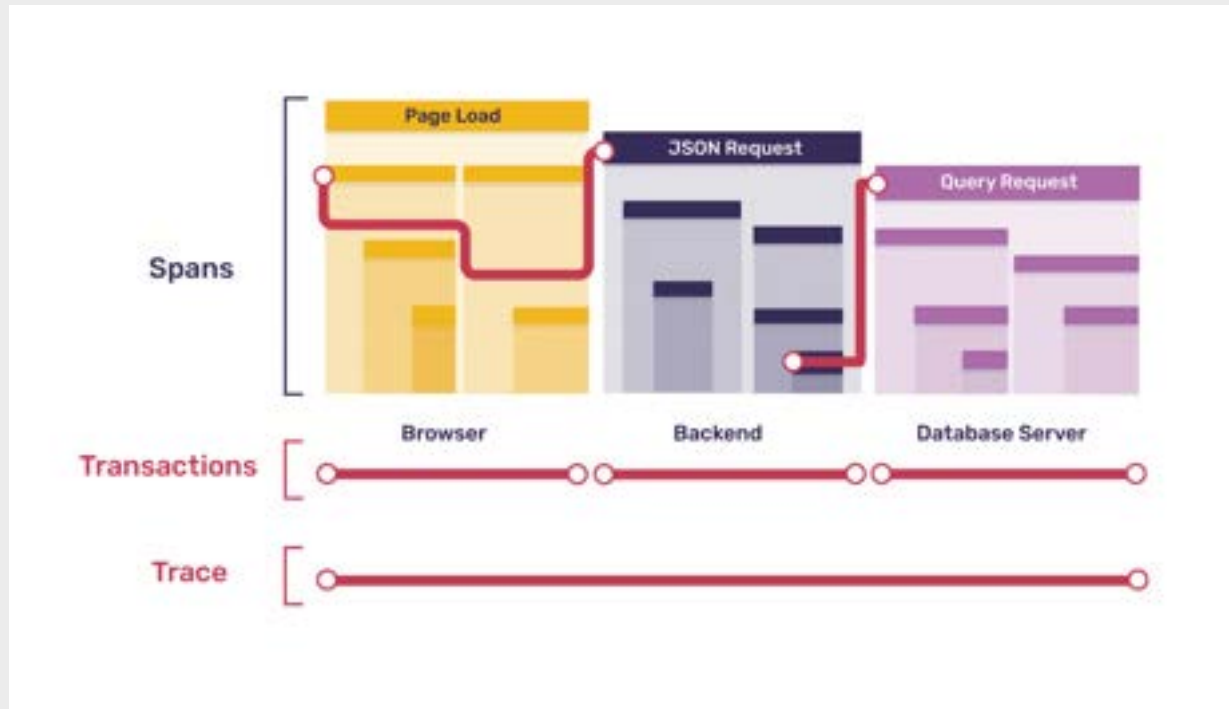 Page Load
JSON Request
Query Request
Spans
Browser
Backend
Database Server
Transactions
Trace